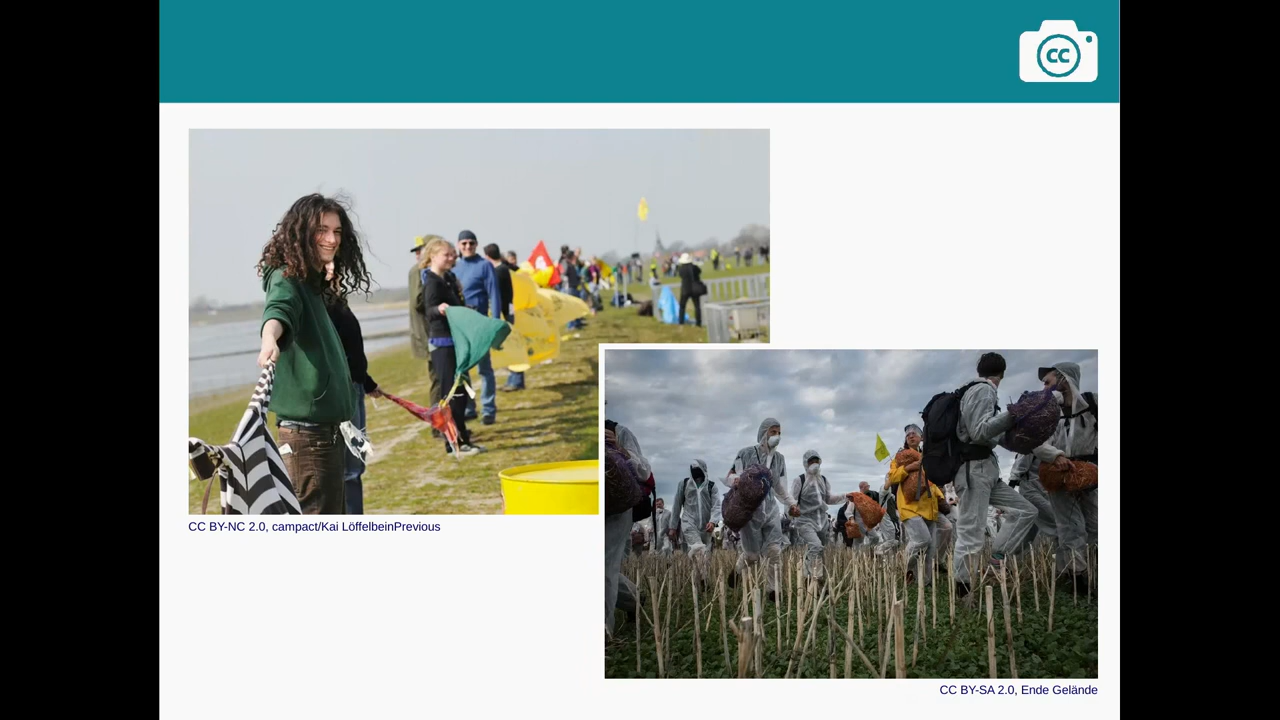 CC
CC BY-NC 2.0, campact/Kai LöffelbeinPrevious
CC BY-SA 2.0, Ende Gelände